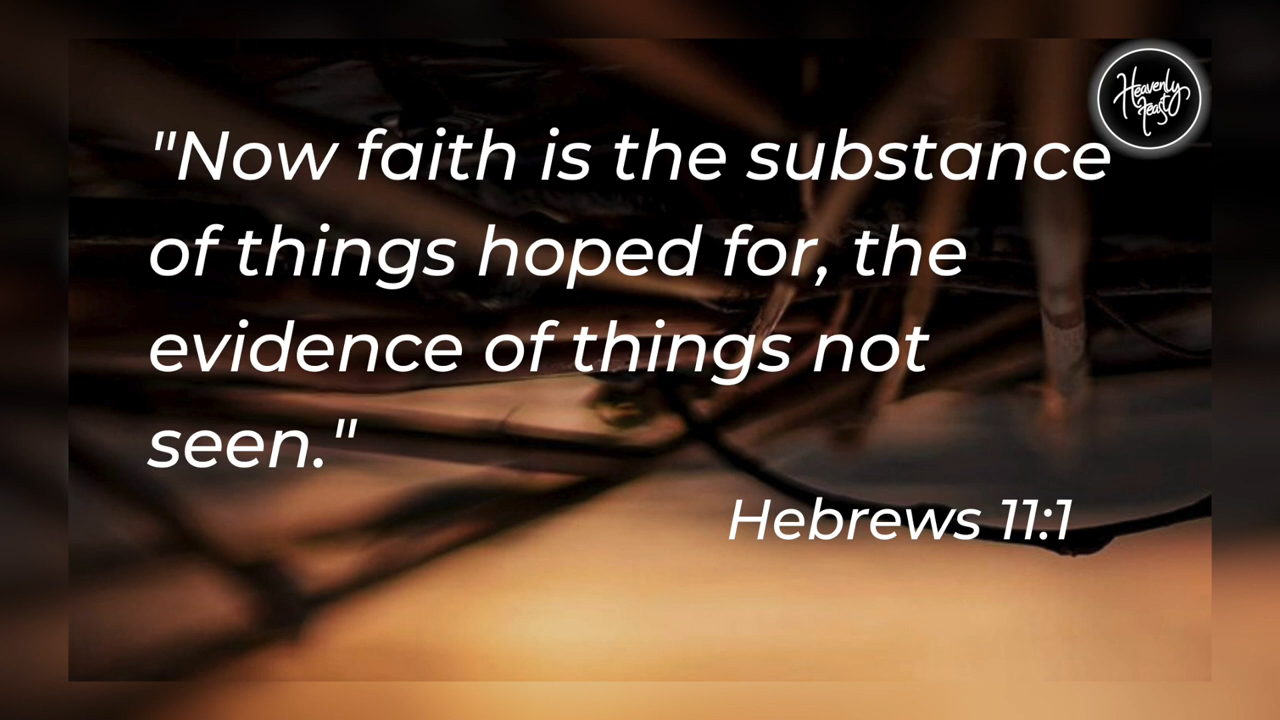 Heavenly
feast
"Now faith is the substance
of things hoped for, the
evidence of things not
seen."
Hebrews 11:1